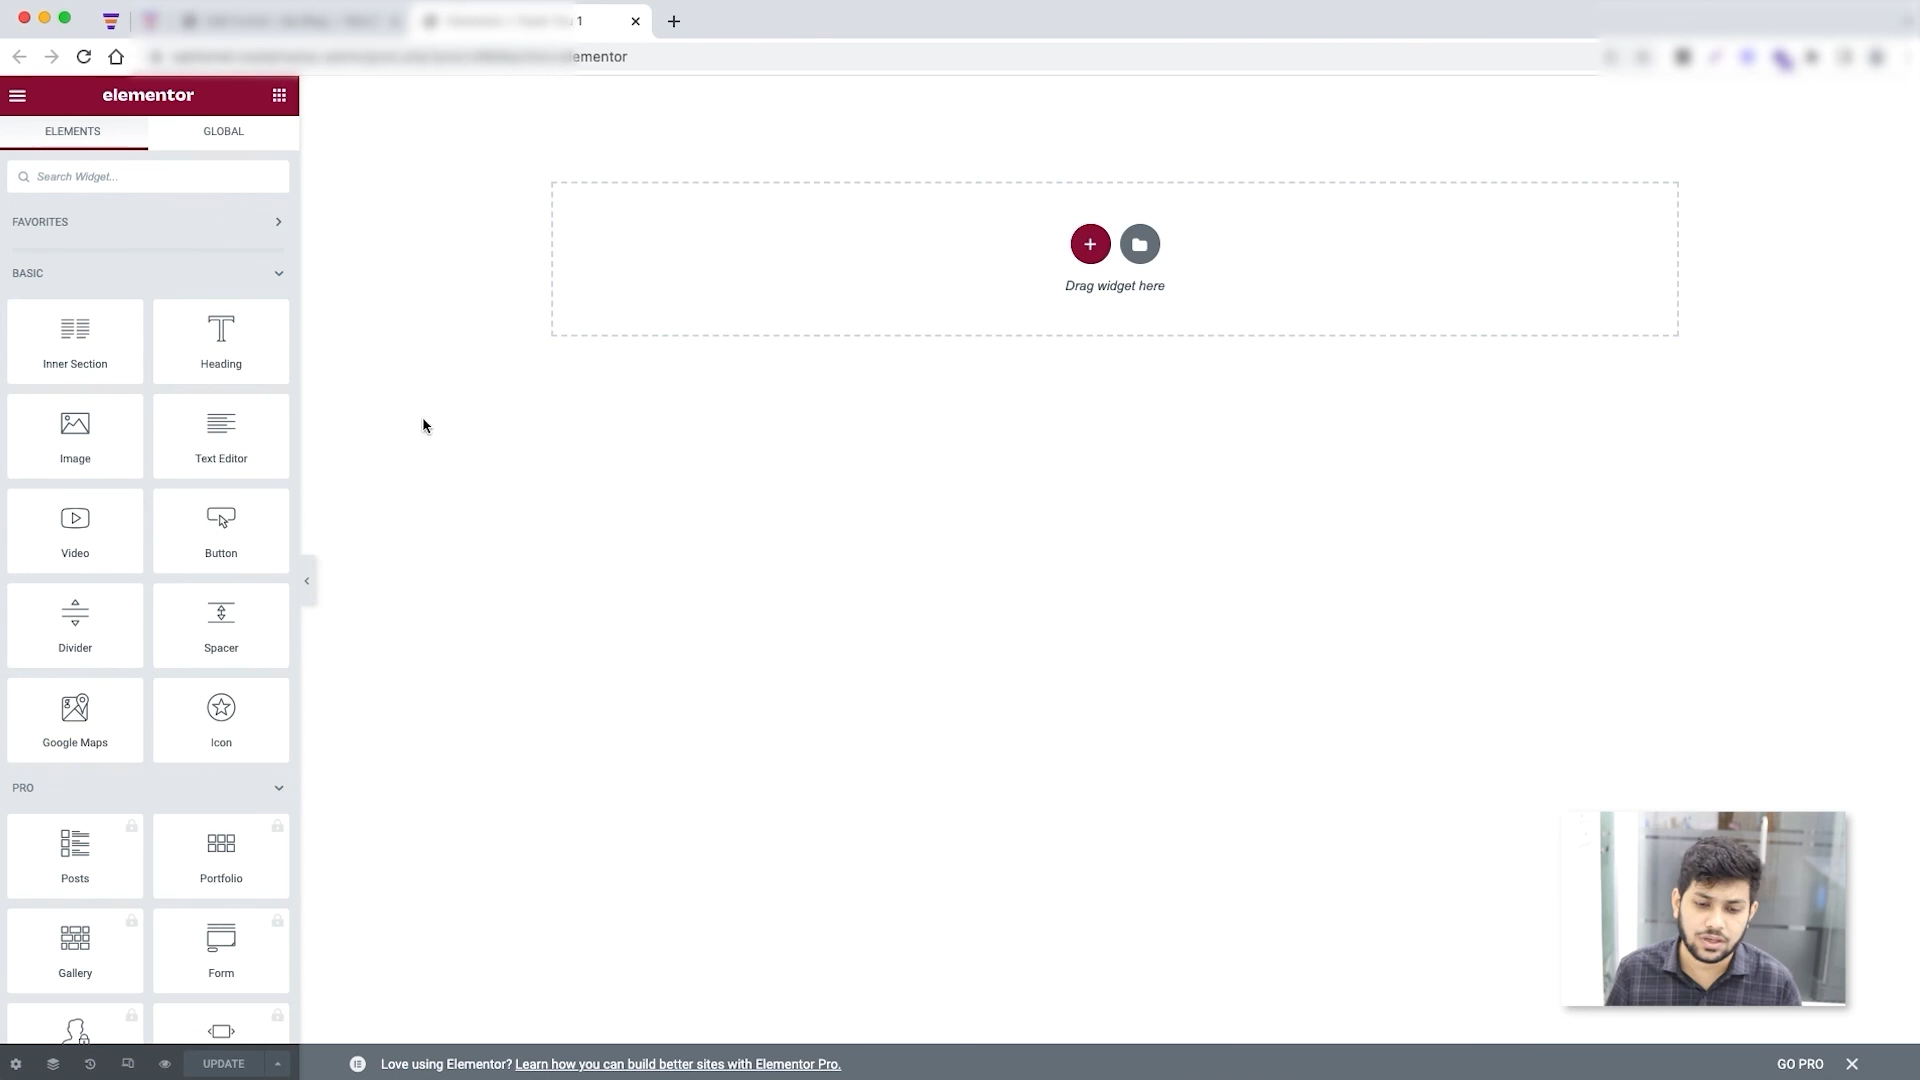 1
elementor
elementor
ELEMENTS
GLOBAL
Search Widget...
FAVORITES
BASIC
Inner Section
Heading
Image
Text Editor
Video
Button
Divider
Spacer
Google Maps
Icon
PRO
Posts
Portfolio
Gallery
Form
UPDATE
Drag widget here
Love using Elementor? Learn how you can build better sites with Elementor Pro.
GO PRO